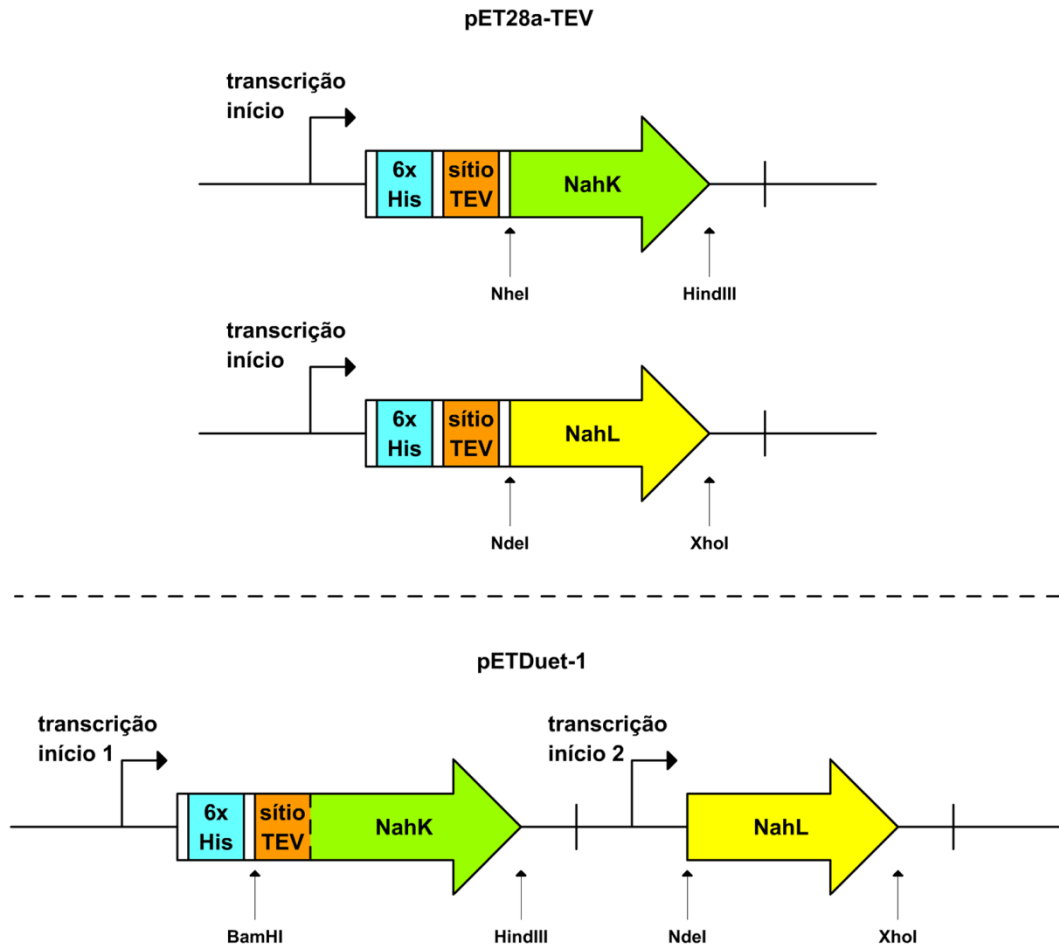 pET28a-TEV
transcrição
início
6x
His
sítio
TEV
NahK
NheI
HindIII
transcrição
início
6x
His
sítio
TEV
NahL
NdeI
XhoI
pETDuet-1
transcrição
início 1
transcrição
início 2
6x
His
sítio
TEV
NahK
NahL
BamHI
HindIII
NdeI
XhoI